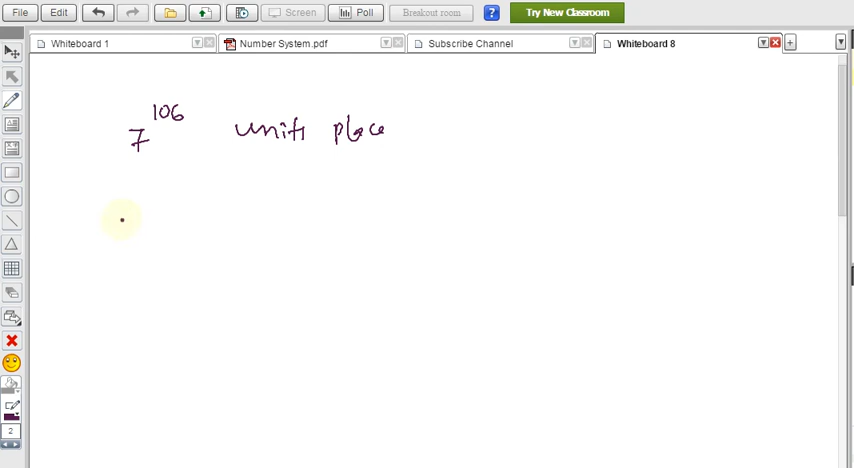 File Edit Screen Poll Breakout room ? Try New Classroom
Whiteboard 1 Number System.pdf Subscribe Channel Whiteboard 8
7^106 units place
2